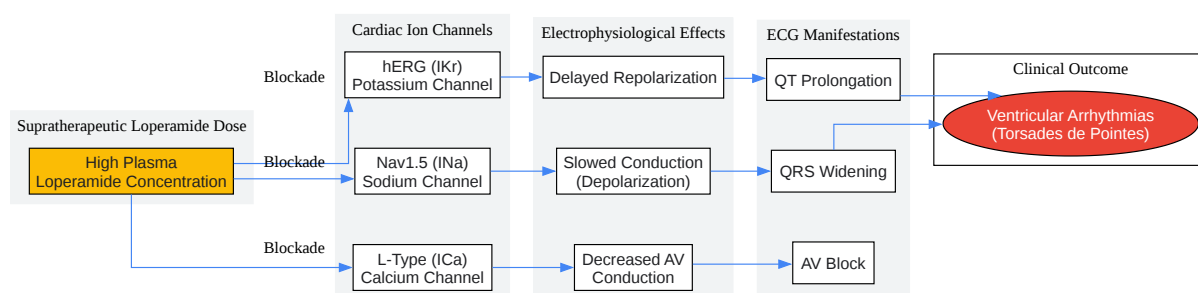 Cardiac Ion Channels
Electrophysiological Effects
ECG Manifestations
Clinical Outcome
Supratherapeutic Loperamide Dose
High Plasma
Loperamide Concentration
Blockade
hERG (IKr)
Potassium Channel
Delayed Repolarization
QT Prolongation
Ventricular Arrhythmias
(Torsades de Pointes)
Blockade
Nav1.5 (INa)
Sodium Channel
Slowed Conduction
(Depolarization)
QRS Widening
Blockade
L-Type (ICa)
Calcium Channel
Decreased AV
Conduction
AV Block